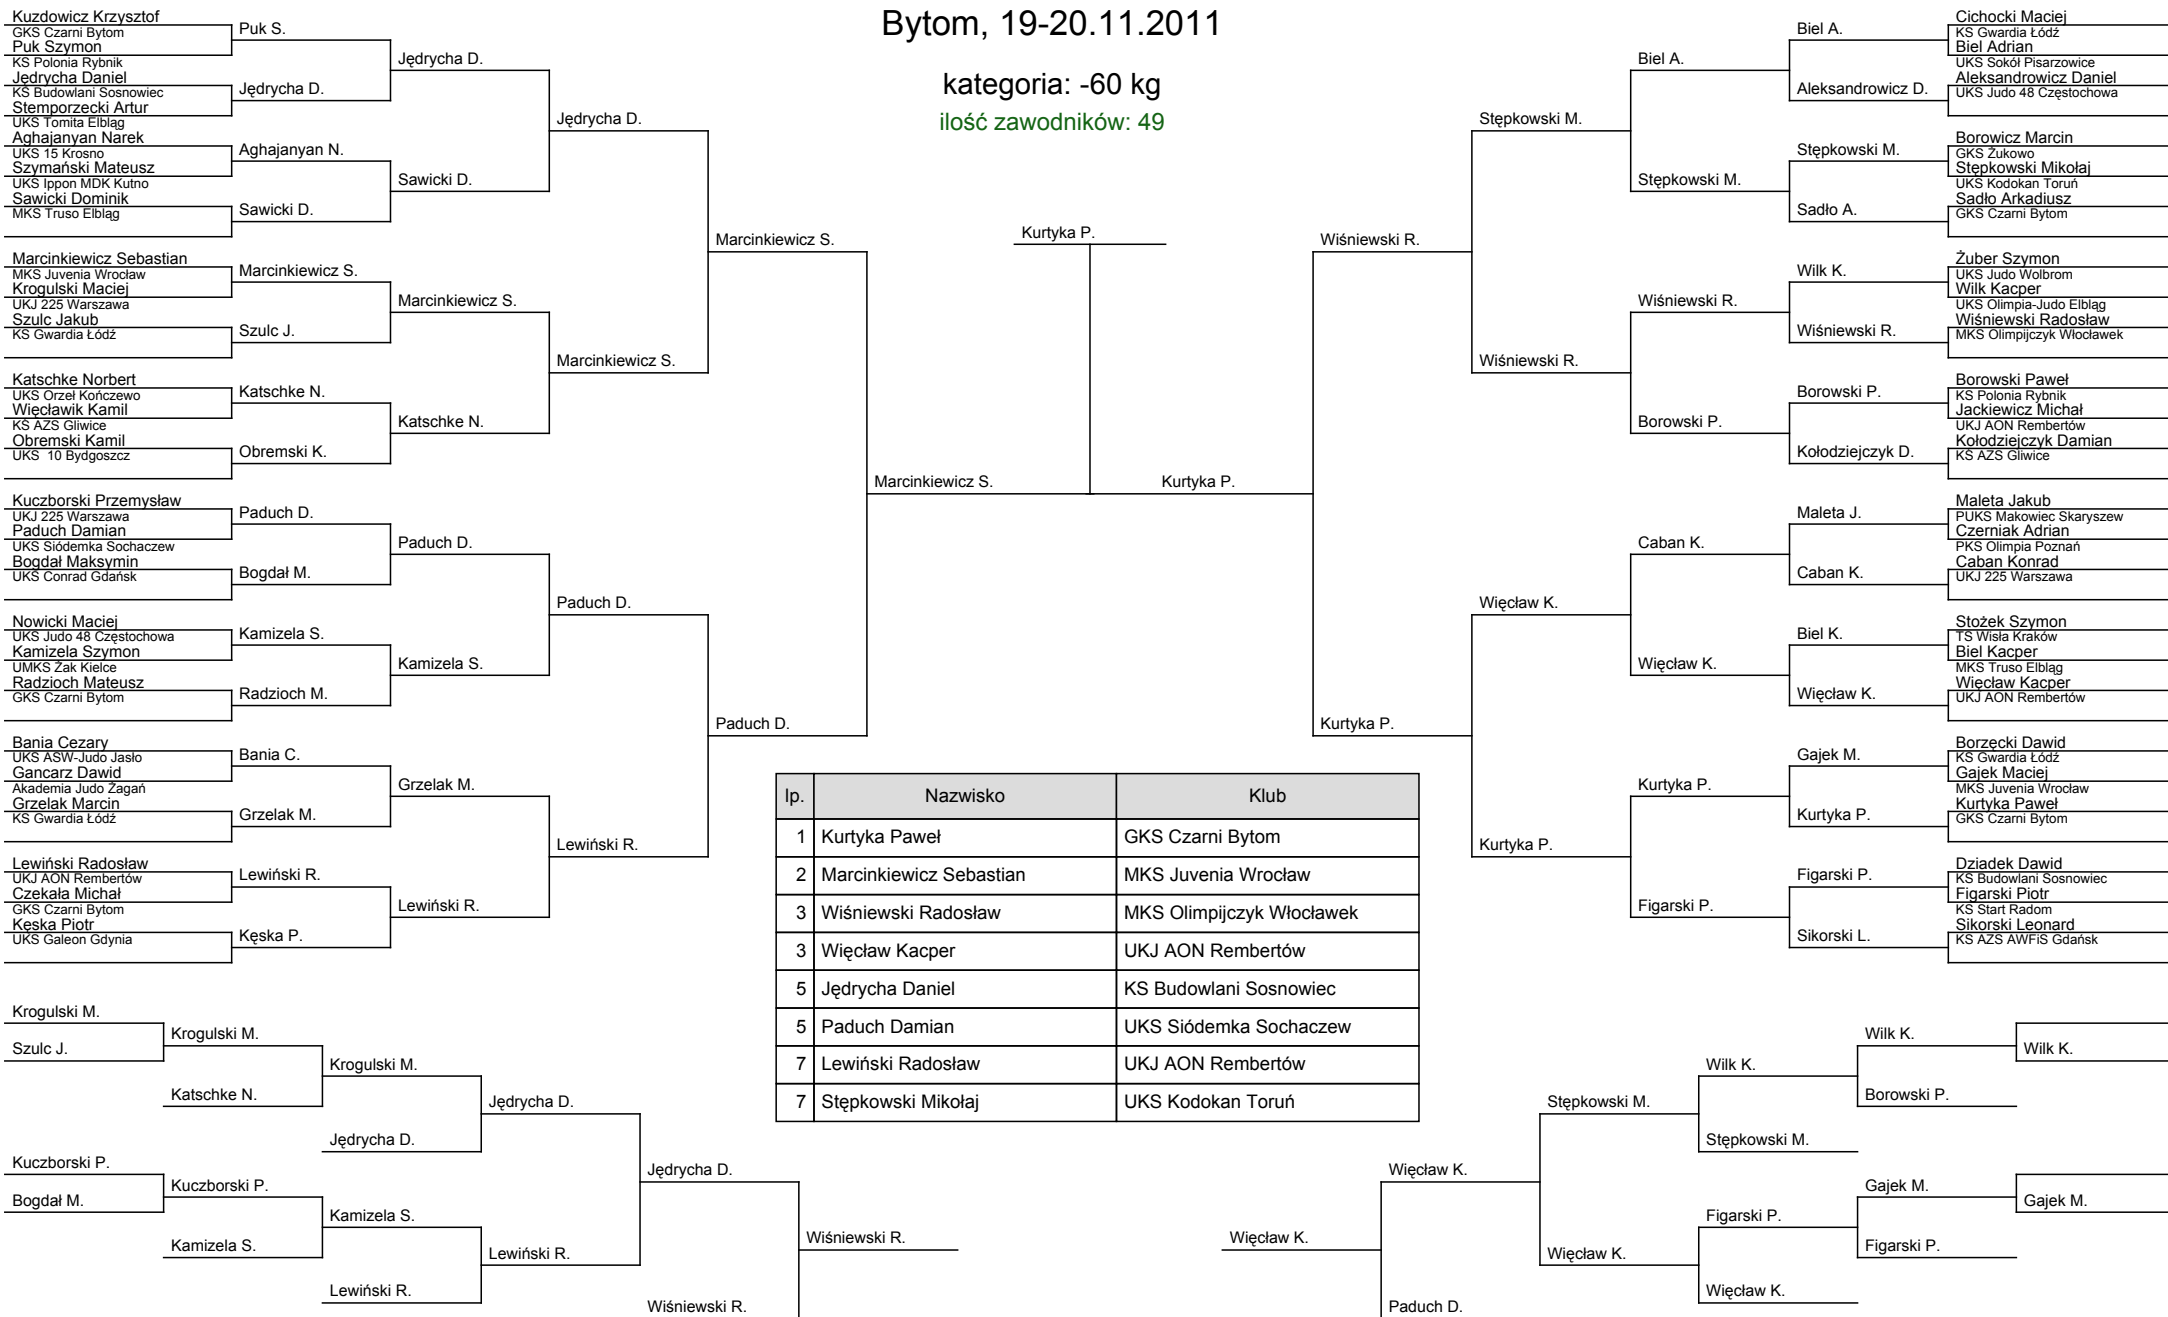 Bytom, 19-20.11.2011
kategoria: -60 kg
ilość zawodników: 49
Kuzdowicz Krzysztof
GKS Czarni Bytom
Puk Szymon
KS Polonia Rybnik
Jędrycha Daniel
KS Budowlani Sosnowiec
Stemporzecki Artur
UKS Tomita Elbląg
Aghajanyan Narek
UKS 15 Krosno
Szymański Mateusz
UKS Ippon MDK Kutno
Sawicki Dominik
MKS Truso Elbląg
Marcinkiewicz Sebastian
MKS Juvenia Wrocław
Krogulski Maciej
UKJ 225 Warszawa
Szulc Jakub
KS Gwardia Łódź
Katschke Norbert
UKS Orzeł Kończewo
Więcławik Kamil
KS AZS Gliwice
Obremski Kamil
UKS  10 Bydgoszcz
Kuczborski Przemysław
UKJ 225 Warszawa
Paduch Damian
UKS Siódemka Sochaczew
Bogdał Maksymin
UKS Conrad Gdańsk
Nowicki Maciej
UKS Judo 48 Częstochowa
Kamizela Szymon
UMKS Żak Kielce
Radzioch Mateusz
GKS Czarni Bytom
Bania Cezary
UKS ASW-Judo Jasło
Gancarz Dawid
Akademia Judo Żagań
Grzelak Marcin
KS Gwardia Łódź
Lewiński Radosław
UKJ AON Rembertów
Czekała Michał
GKS Czarni Bytom
Kęska Piotr
UKS Galeon Gdynia
Puk S.
Jędrycha D.
Aghajanyan N.
Sawicki D.
Marcinkiewicz S.
Szulc J.
Katschke N.
Obremski K.
Paduch D.
Bogdał M.
Kamizela S.
Radzioch M.
Bania C.
Grzelak M.
Lewiński R.
Kęska P.
Jędrycha D.
Sawicki D.
Marcinkiewicz S.
Katschke N.
Paduch D.
Kamizela S.
Grzelak M.
Lewiński R.
Jędrycha D.
Marcinkiewicz S.
Paduch D.
Lewiński R.
Marcinkiewicz S.
Paduch D.
Marcinkiewicz S.
Kurtyka P.
Kurtyka P.
Wiśniewski R.
Kurtyka P.
Stępkowski M.
Wiśniewski R.
Więcław K.
Kurtyka P.
Biel A.
Stępkowski M.
Wiśniewski R.
Borowski P.
Caban K.
Więcław K.
Kurtyka P.
Figarski P.
Biel A.
Aleksandrowicz D.
Stępkowski M.
Sadło A.
Wilk K.
Wiśniewski R.
Borowski P.
Kołodziejczyk D.
Maleta J.
Caban K.
Biel K.
Więcław K.
Gajek M.
Kurtyka P.
Figarski P.
Sikorski L.
Cichocki Maciej
KS Gwardia Łódź
Biel Adrian
UKS Sokół Pisarzowice
Aleksandrowicz Daniel
UKS Judo 48 Częstochowa
Borowicz Marcin
GKS Żukowo
Stępkowski Mikołaj
UKS Kodokan Toruń
Sadło Arkadiusz
GKS Czarni Bytom
Żuber Szymon
UKS Judo Wolbrom
Wilk Kacper
UKS Olimpia-Judo Elbląg
Wiśniewski Radosław
MKS Olimpijczyk Włocławek
Borowski Paweł
KS Polonia Rybnik
Jackiewicz Michał
UKJ AON Rembertów
Kołodziejczyk Damian
KS AZS Gliwice
Maleta Jakub
PUKS Makowiec Skaryszew
Czerniak Adrian
PKS Olimpia Poznań
Caban Konrad
UKJ 225 Warszawa
Stożek Szymon
TS Wisła Kraków
Biel Kacper
MKS Truso Elbląg
Więcław Kacper
UKJ AON Rembertów
Borzęcki Dawid
KS Gwardia Łódź
Gajek Maciej
MKS Juvenia Wrocław
Kurtyka Paweł
GKS Czarni Bytom
Dziadek Dawid
KS Budowlani Sosnowiec
Figarski Piotr
KS Start Radom
Sikorski Leonard
KS AZS AWFiS Gdańsk
lp. Nazwisko Klub
1 Kurtyka Paweł GKS Czarni Bytom
2 Marcinkiewicz Sebastian MKS Juvenia Wrocław
3 Wiśniewski Radosław MKS Olimpijczyk Włocławek
3 Więcław Kacper UKJ AON Rembertów
5 Jędrycha Daniel KS Budowlani Sosnowiec
5 Paduch Damian UKS Siódemka Sochaczew
7 Lewiński Radosław UKJ AON Rembertów
7 Stępkowski Mikołaj UKS Kodokan Toruń
Krogulski M.
Szulc J.
Kuczborski P.
Bogdał M.
Krogulski M.
Katschke N.
Kuczborski P.
Kamizela S.
Krogulski M.
Jędrycha D.
Kamizela S.
Lewiński R.
Jędrycha D.
Lewiński R.
Jędrycha D.
Wiśniewski R.
Wiśniewski R.
Więcław K.
Więcław K.
Paduch D.
Stępkowski M.
Więcław K.
Wilk K.
Stępkowski M.
Figarski P.
Więcław K.
Wilk K.
Borowski P.
Gajek M.
Figarski P.
Wilk K.
Gajek M.